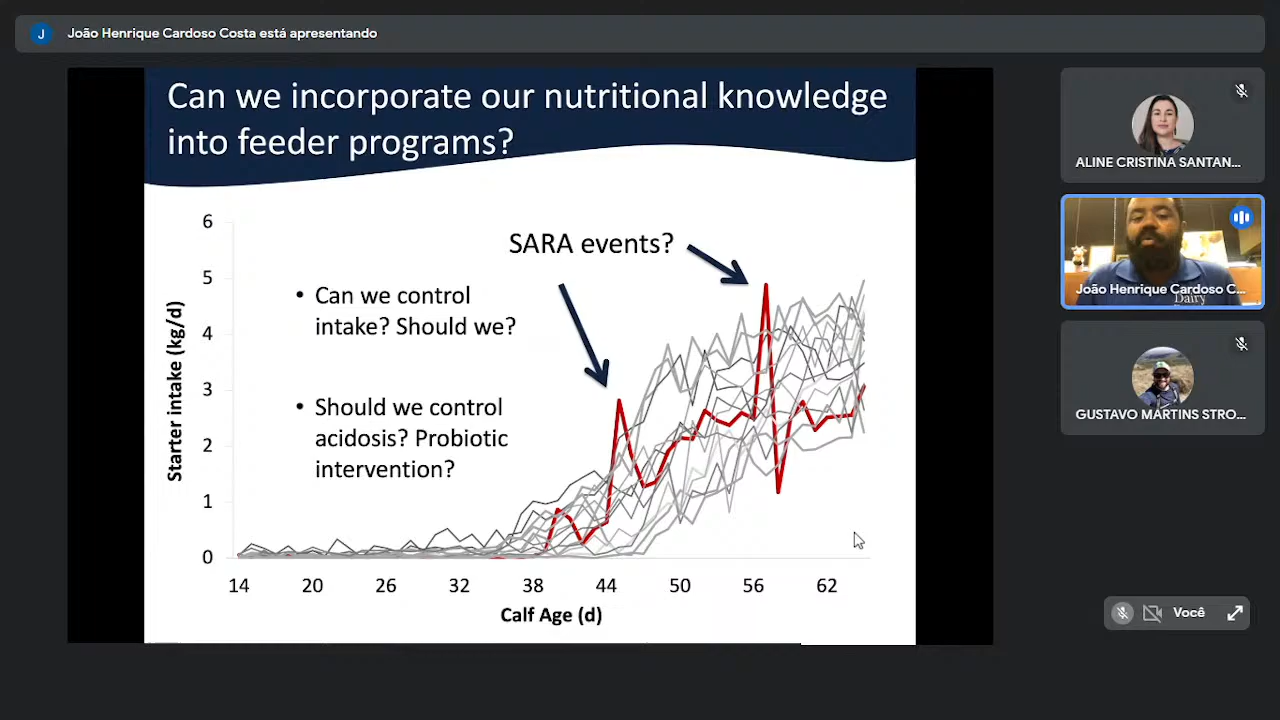 J João Henrique Cardoso Costa está apresentando
Can we incorporate our nutritional knowledge
into feeder programs?
SARA events?
• Can we control
intake? Should we?
• Should we control
acidosis? Probiotic
intervention?
Starter intake (kg/d)
6
5
4
3
2
1
0
14 20 26 32 38 44 50 56 62
Calf Age (d)
ALINE CRISTINA SANTAN...
João Henrique Cardoso C...
Dairy
GUSTAVO MARTINS STRO...
Você